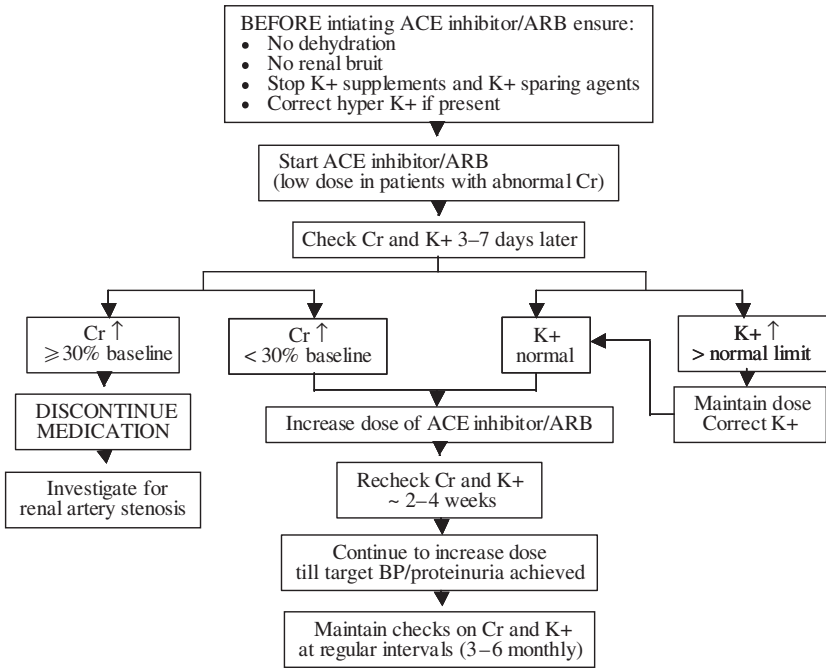 BEFORE intiating ACE inhibitor/ARB ensure:
• No dehydration
• No renal bruit
• Stop K+ supplements and K+ sparing agents
• Correct hyper K+ if present
Start ACE inhibitor/ARB
(low dose in patients with abnormal Cr)
Check Cr and K+ 3–7 days later
Cr ↑
⩾30% baseline
Cr ↑
< 30% baseline
K+
normal
K+ ↑
> normal limit
DISCONTINUE
MEDICATION
Increase dose of ACE inhibitor/ARB
Maintain dose
Correct K+
Investigate for
renal artery stenosis
Recheck Cr and K+
~ 2–4 weeks
Continue to increase dose
till target BP/proteinuria achieved
Maintain checks on Cr and K+
at regular intervals (3–6 monthly)